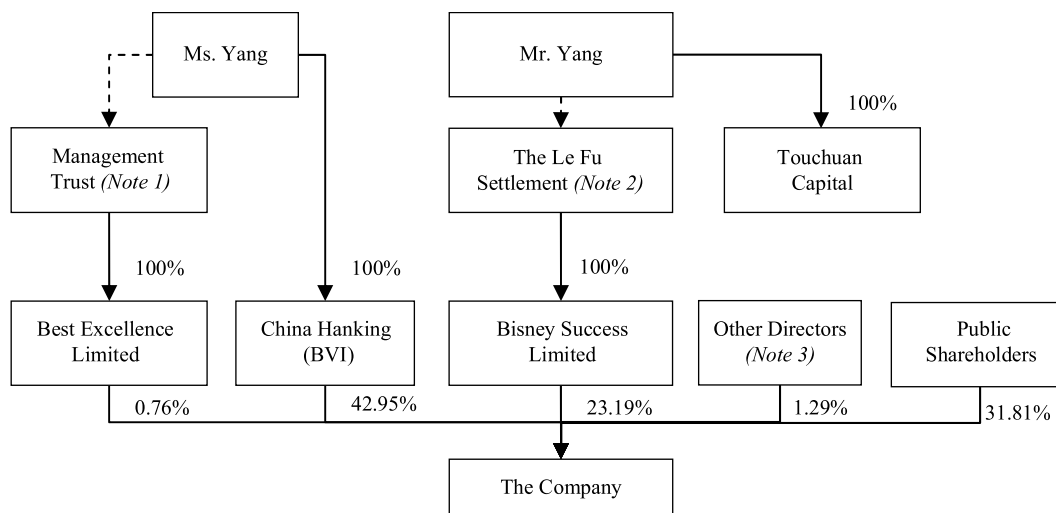 Ms. Yang
Mr. Yang
100%
Management
Trust (Note 1)
The Le Fu
Settlement (Note 2)
Touchuan
Capital
100%
100%
100%
Best Excellence
Limited
China Hanking
(BVI)
Bisney Success
Limited
Other Directors
(Note 3)
Public
Shareholders
0.76%
42.95%
23.19%
1.29%
31.81%
The Company